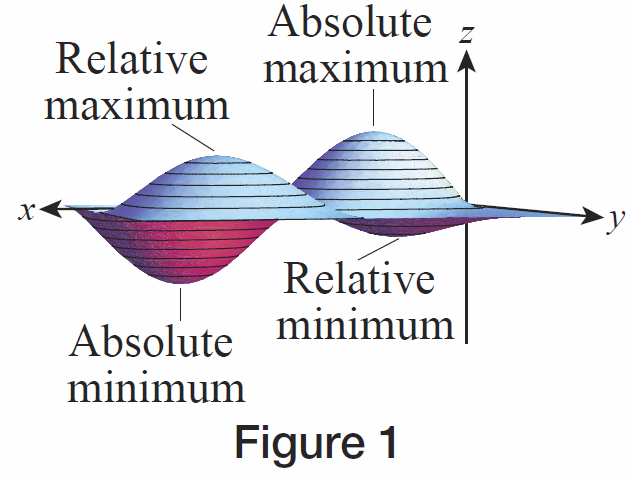 Absolute
maximum
z
Relative
maximum
x
y
Relative
minimum
Absolute
minimum
Figure 1